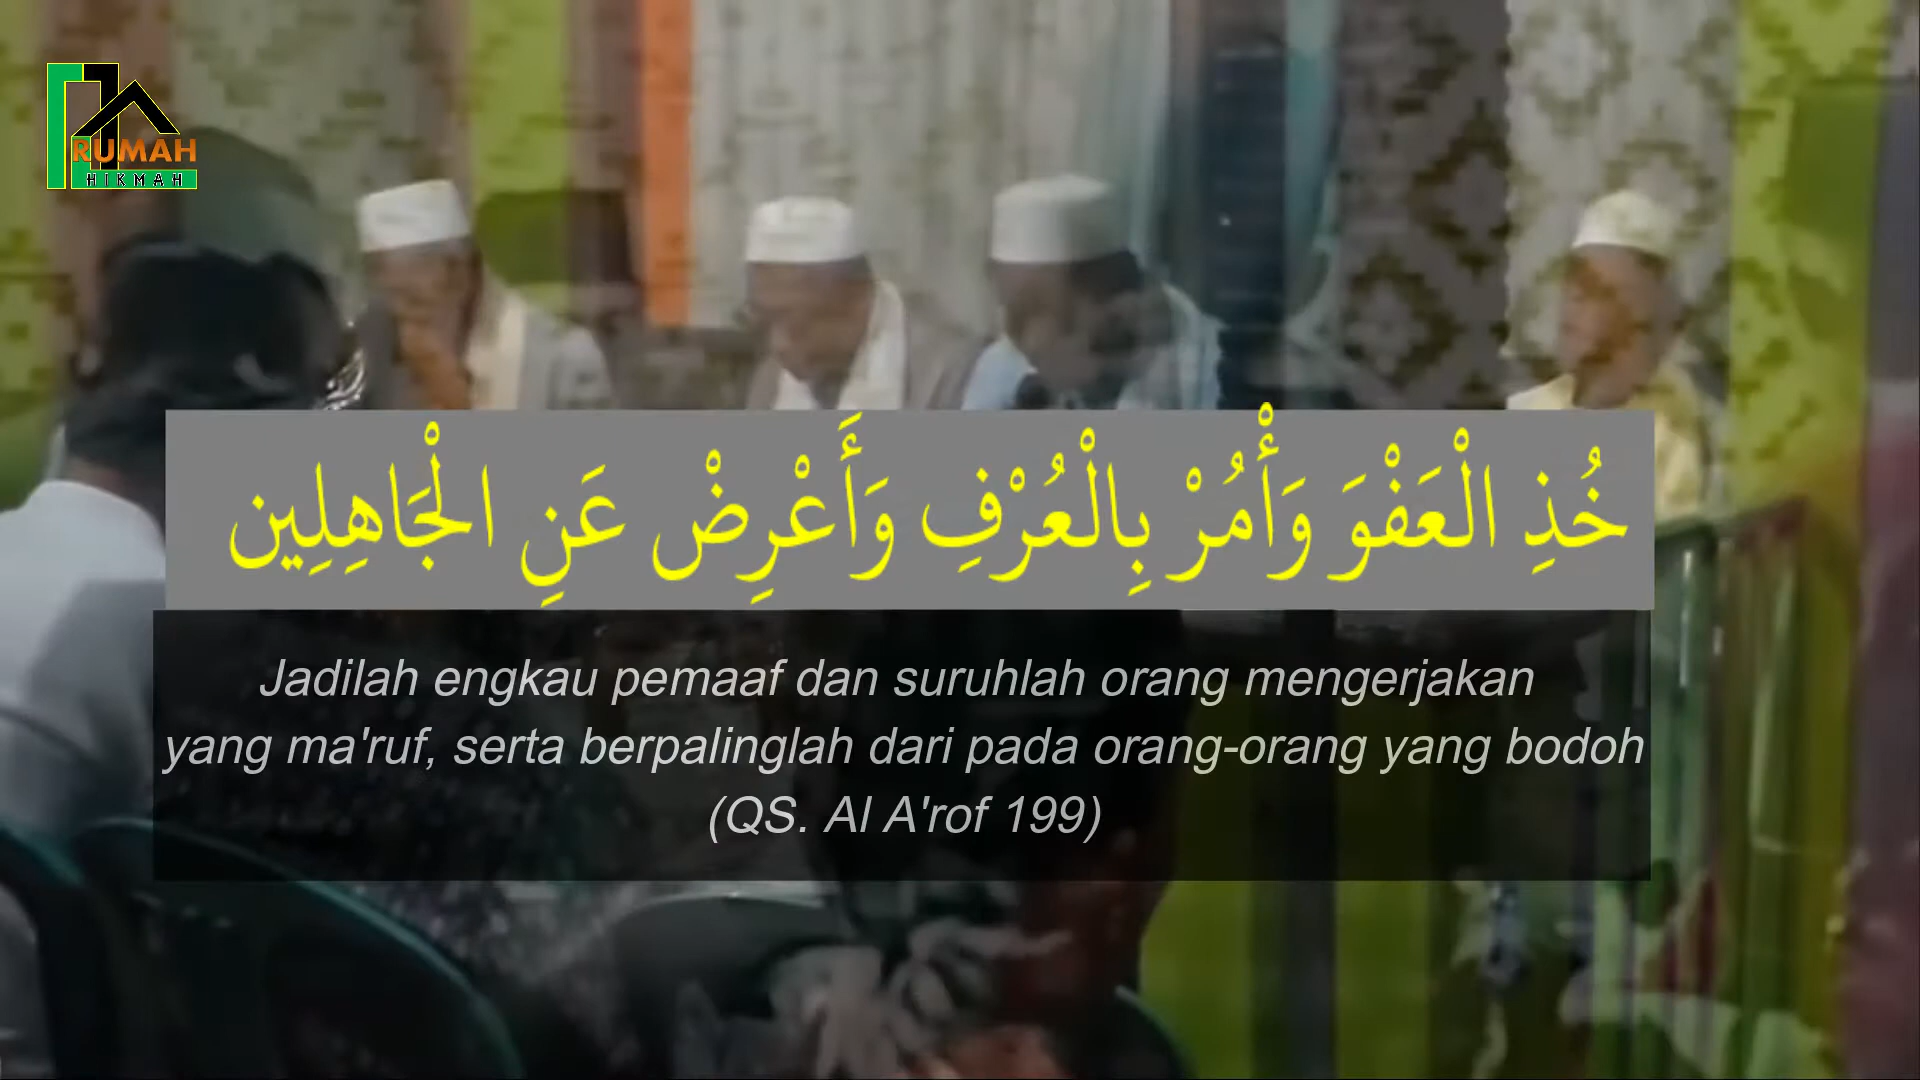 RUMAH
HIKMAH
خُذِ الْعَفْوَ وَأْمُرْ بِالْعُرْفِ وَأَعْرِضْ عَنِ الْجَاهِلِين
Jadilah engkau pemaaf dan suruhlah orang mengerjakan
yang ma'ruf, serta berpalinglah dari pada orang-orang yang bodoh
(QS. Al A'rof 199)